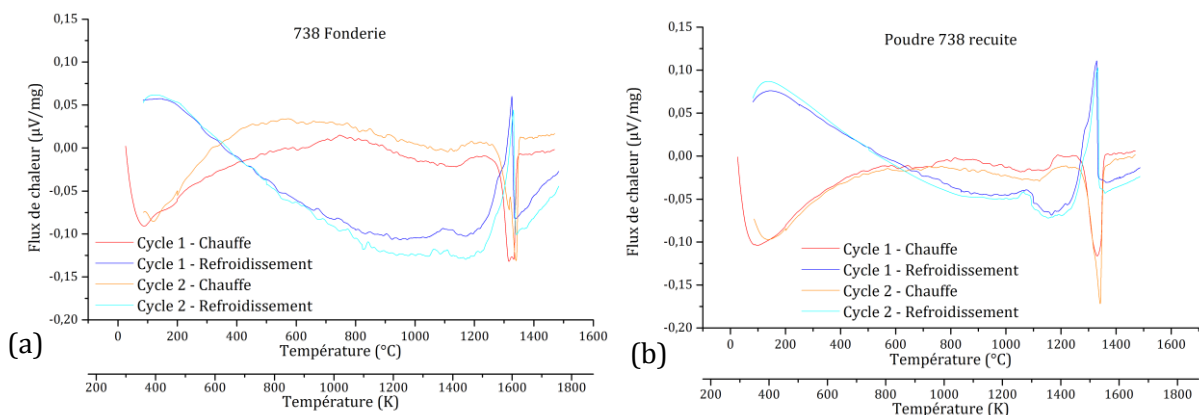 738 Fonderie
0,15
0,10
0,05
0,00
-0,05
-0,10
-0,15
-0,20
Flux de chaleur (µV/mg)
Cycle 1 - Chauffe
Cycle 1 - Refroidissement
Cycle 2 - Chauffe
Cycle 2 - Refroidissement
0 200 400 600 800 1000 1200 1400 1600
Température (°C)
(a)
200 400 600 800 1000 1200 1400 1600 1800
Température (K)
Poudre 738 recuite
0,15
0,10
0,05
0,00
-0,05
-0,10
-0,15
-0,20
Flux de chaleur (µV/mg)
Cycle 1 - Chauffe
Cycle 1 - Refroidissement
Cycle 2 - Chauffe
Cycle 2 - Refroidissement
0 200 400 600 800 1000 1200 1400 1600
Température (°C)
(b)
200 400 600 800 1000 1200 1400 1600 1800
Température (K)